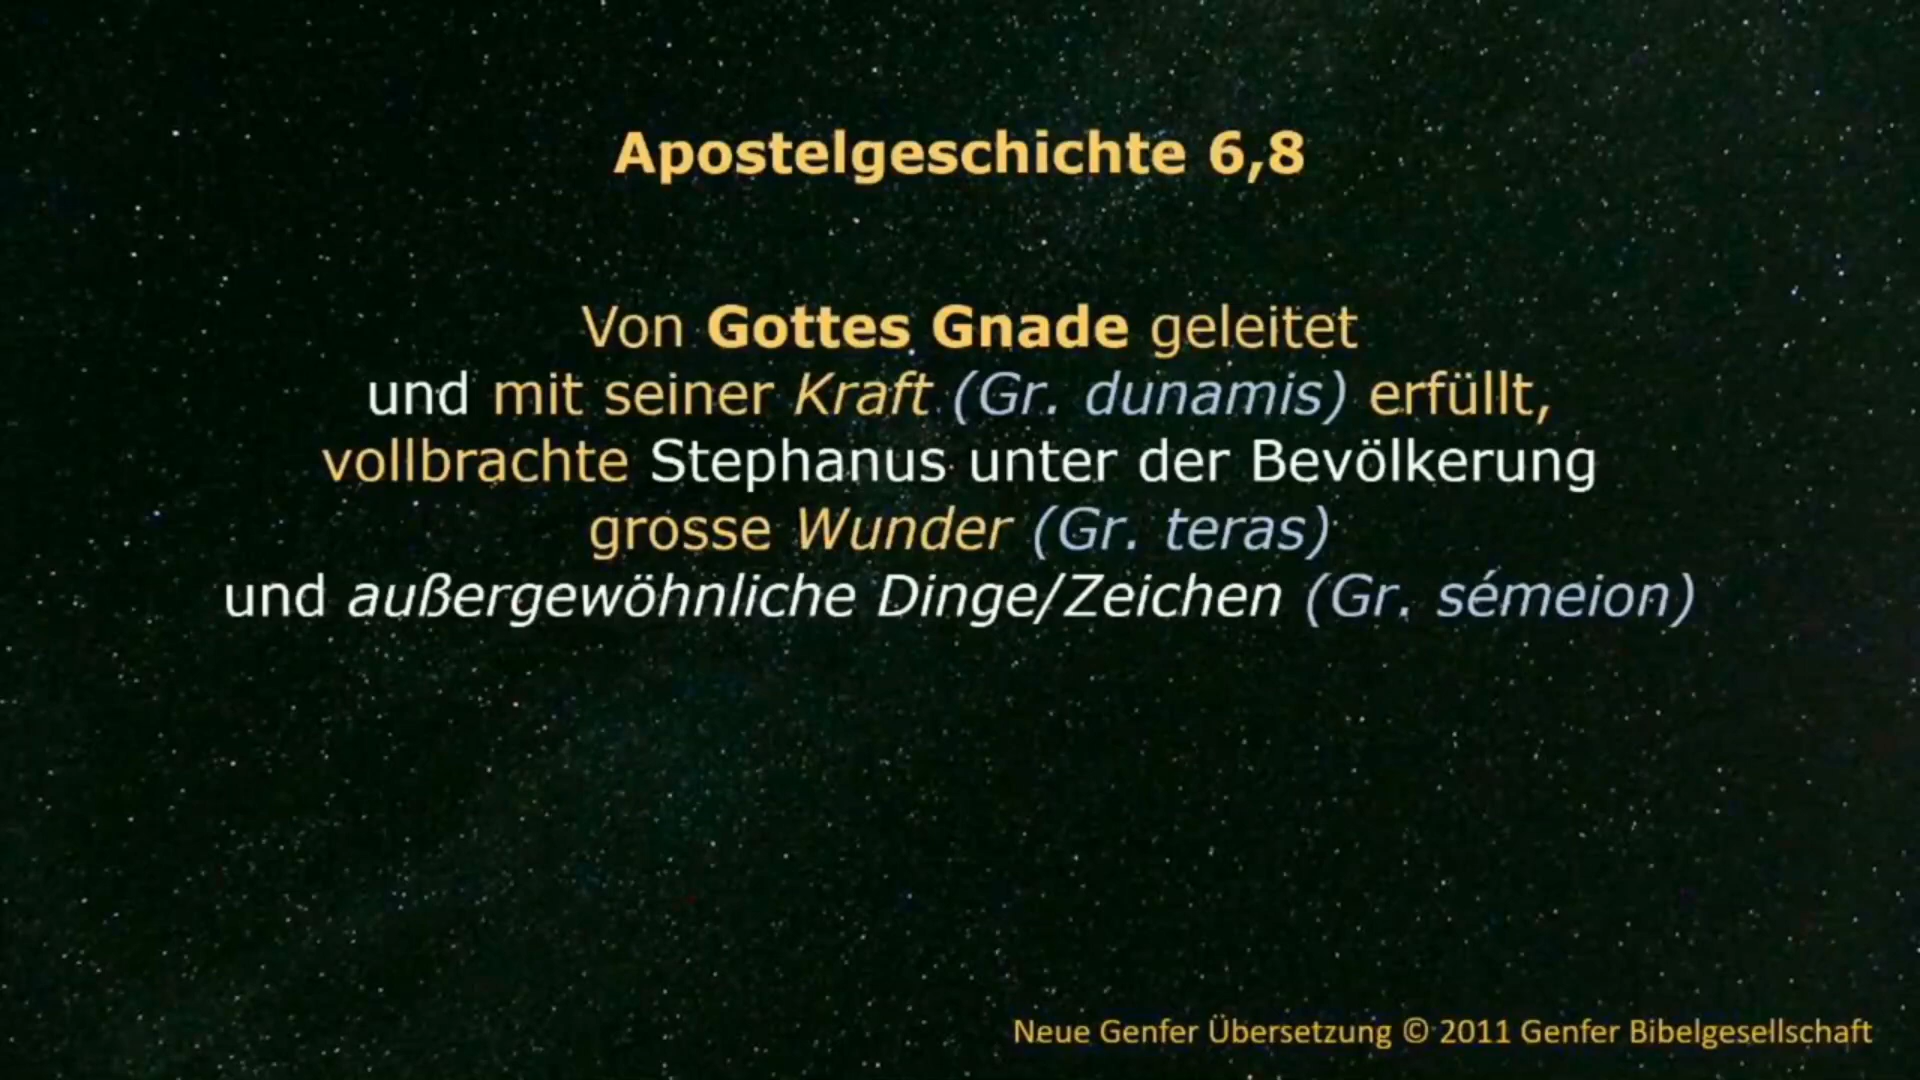 Apostelgeschichte 6,8
Von Gottes Gnade geleitet
und mit seiner Kraft (Gr. dunamis) erfüllt,
vollbrachte Stephanus unter der Bevölkerung
grosse Wunder (Gr. teras)
und außergewöhnliche Dinge/Zeichen (Gr. sémeion)
Neue Genfer Übersetzung © 2011 Genfer Bibelgesellschaft